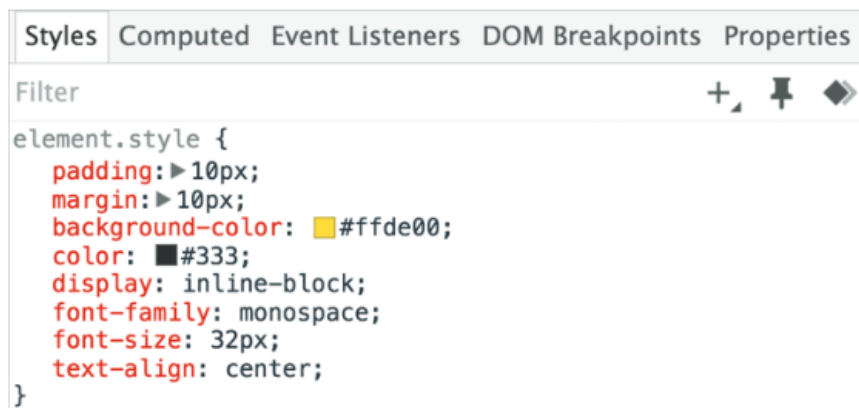 Styles Computed Event Listeners DOM Breakpoints Properties
Filter
element.style {
padding: 10px;
margin: 10px;
background-color: #ffde00;
color: #333;
display: inline-block;
font-family: monospace;
font-size: 32px;
text-align: center;
}